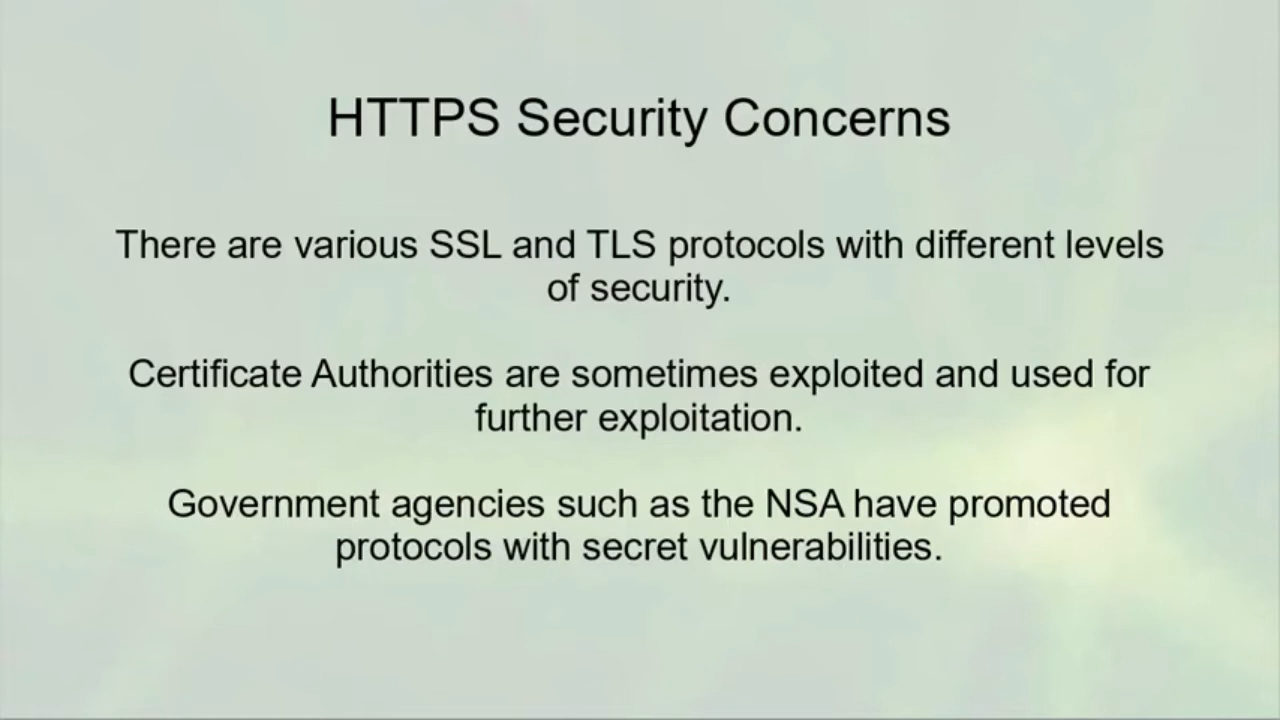 HTTPS Security Concerns
There are various SSL and TLS protocols with different levels
of security.
Certificate Authorities are sometimes exploited and used for
further exploitation.
Government agencies such as the NSA have promoted
protocols with secret vulnerabilities.